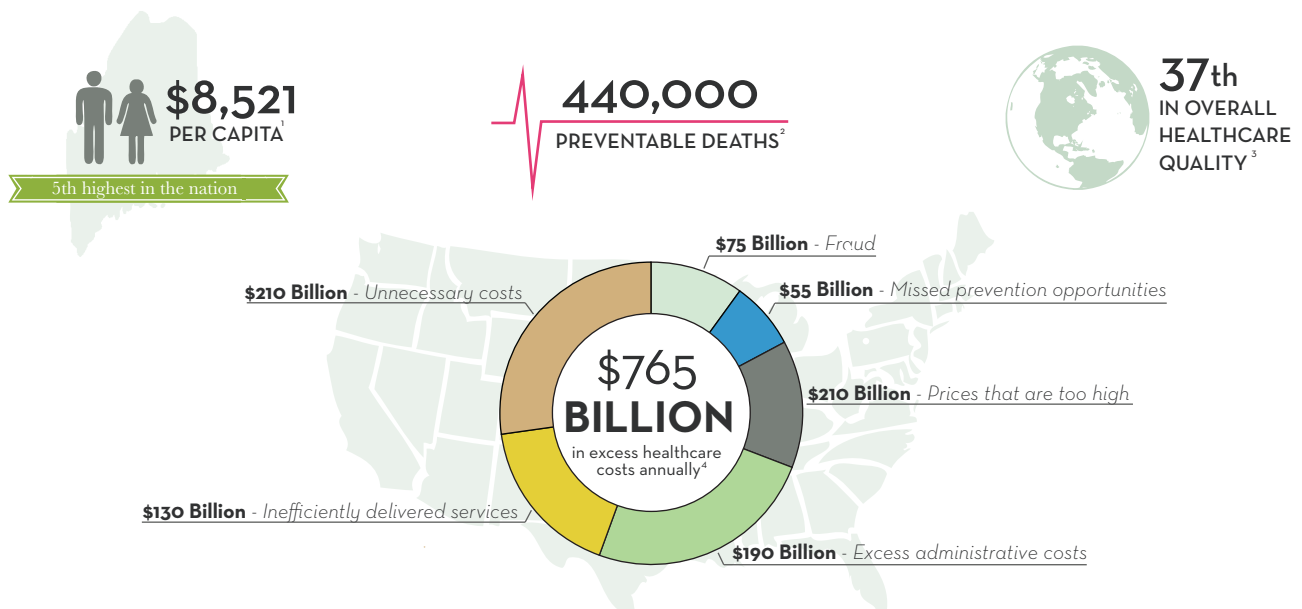 $8,521
PER CAPITA¹
5th highest in the nation
440,000
PREVENTABLE DEATHS²
37th
IN OVERALL
HEALTHCARE
QUALITY ³
$75 Billion - Fraud
$55 Billion - Missed prevention opportunities
$210 Billion - Unnecessary costs
$765
BILLION
in excess healthcare
costs annually⁴
$210 Billion - Prices that are too high
$130 Billion - Inefficiently delivered services
$190 Billion - Excess administrative costs